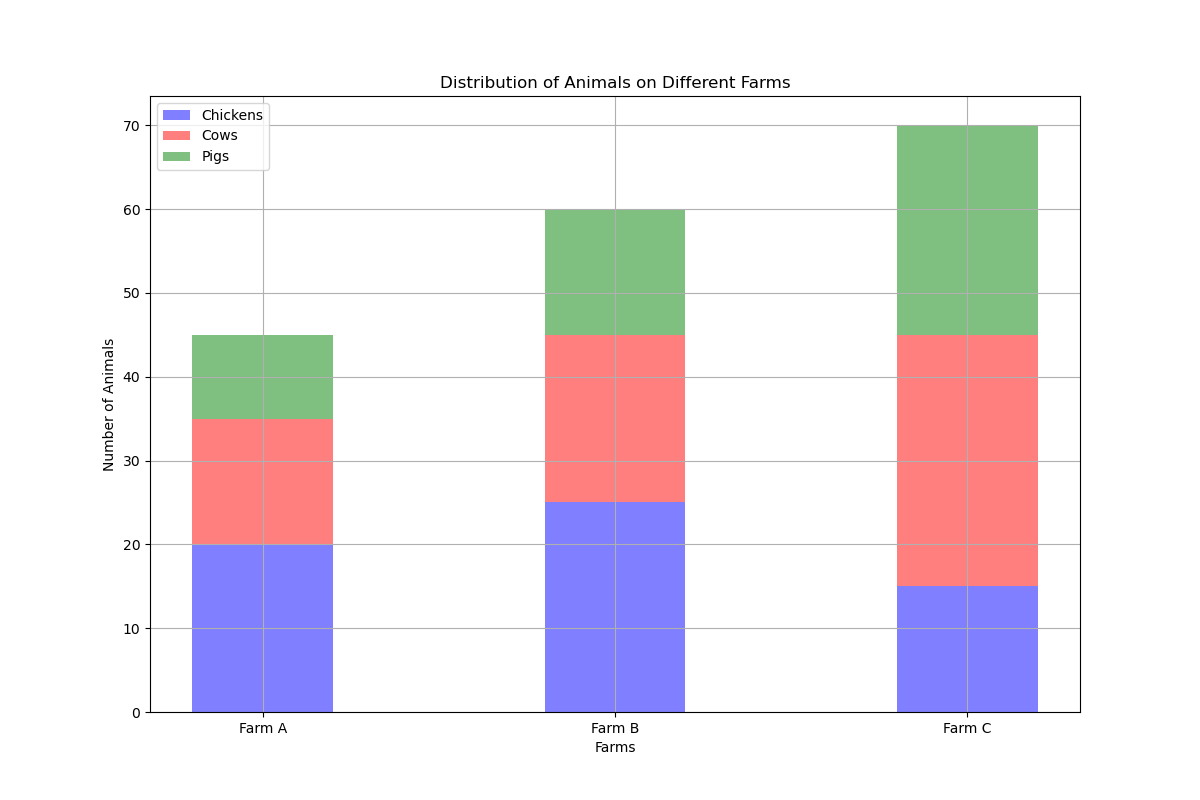 Distribution of Animals on Different Farms
Chickens
Cows
Pigs
Number of Animals
70
60
50
40
30
20
10
0
Farm A
Farm B
Farm C
Farms